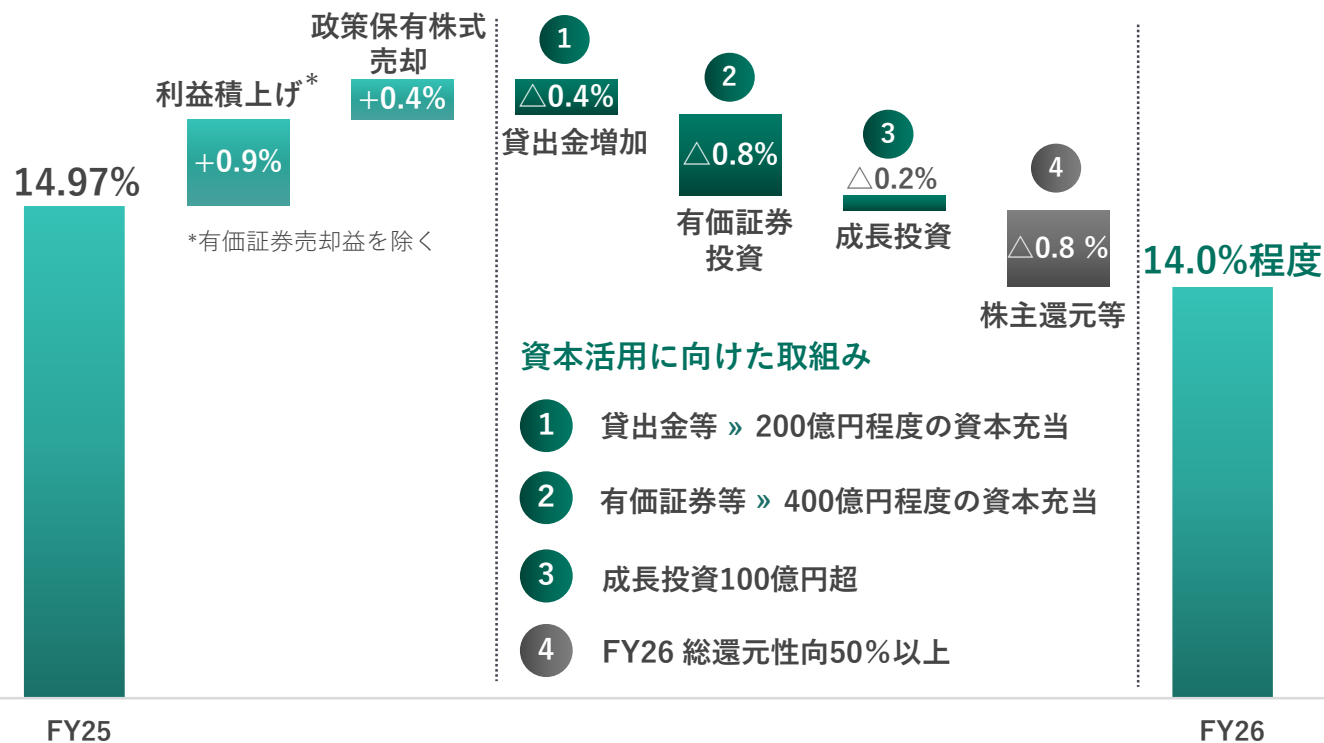 14.97%
利益積上げ*
+0.9%
*有価証券売却益を除く
政策保有株式
売却
+0.4%
1
△0.4%
貸出金増加
2
△0.8%
有価証券
投資
3
△0.2%
成長投資
4
△0.8 %
株主還元等
14.0%程度
資本活用に向けた取組み
1 貸出金等 » 200億円程度の資本充当
2 有価証券等 » 400億円程度の資本充当
3 成長投資100億円超
4 FY26 総還元性向50%以上
FY25
FY26